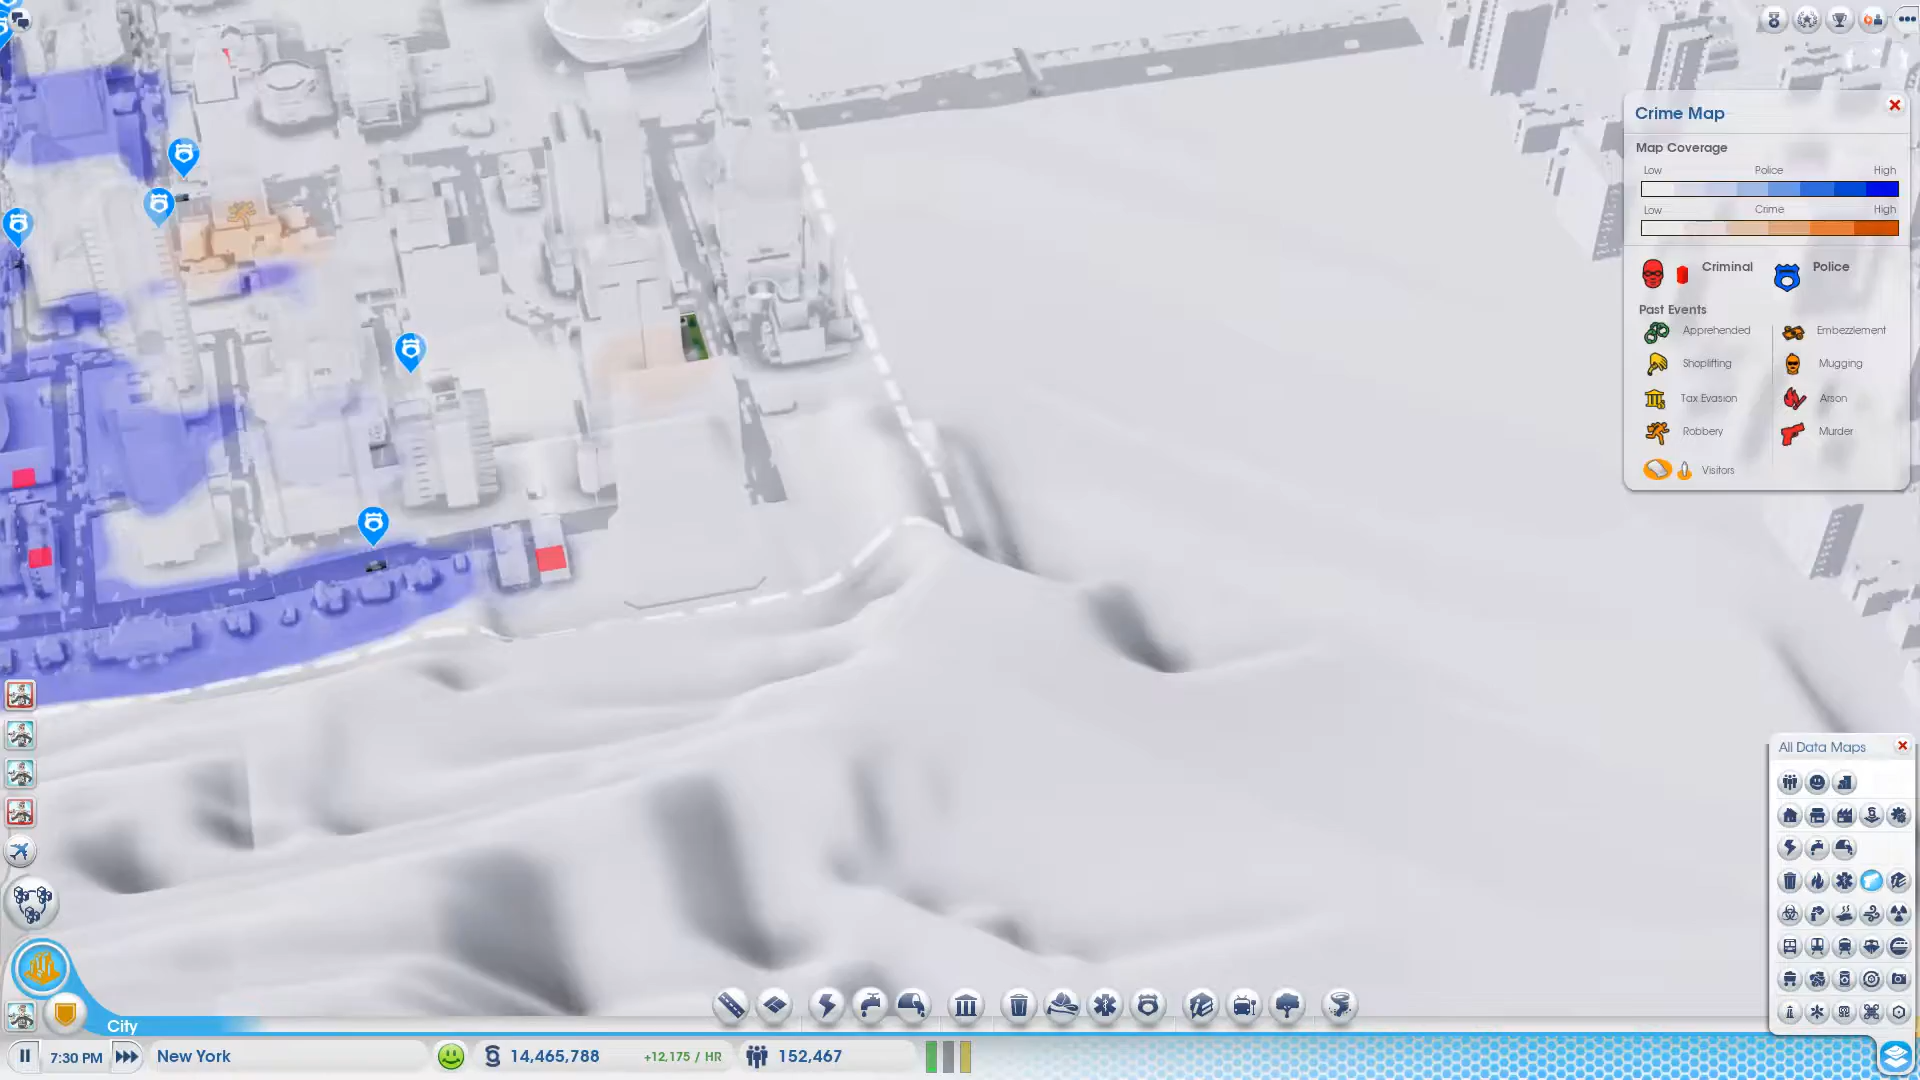 Crime Map
Map Coverage
Low Police High
Low Crime High
Criminal Police
Past Events
Apprehended Embezzlement
Shoplifting Mugging
Tax Evasion Arson
Robbery Murder
Visitors
All Data Maps
City
7:30 PM New York 14,465,788 +12,175 / HR 152,467